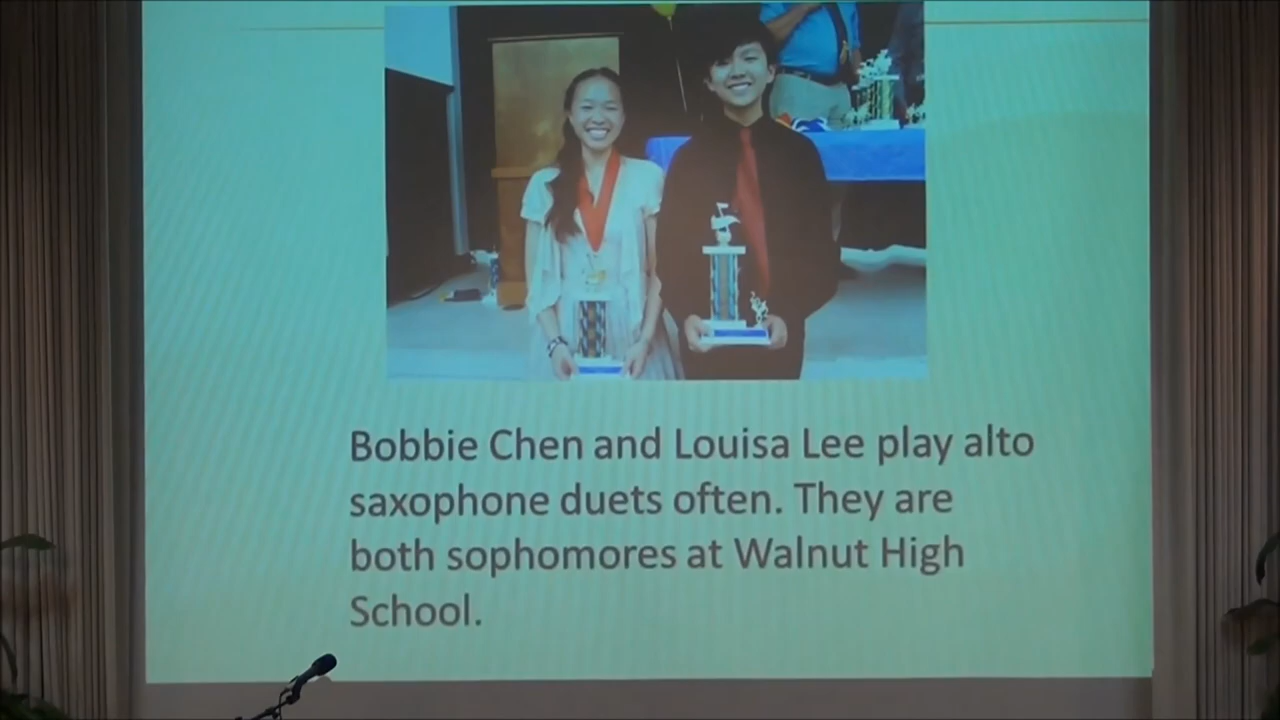 Bobbie Chen and Louisa Lee play alto
saxophone duets often. They are
both sophomores at Walnut High
School.